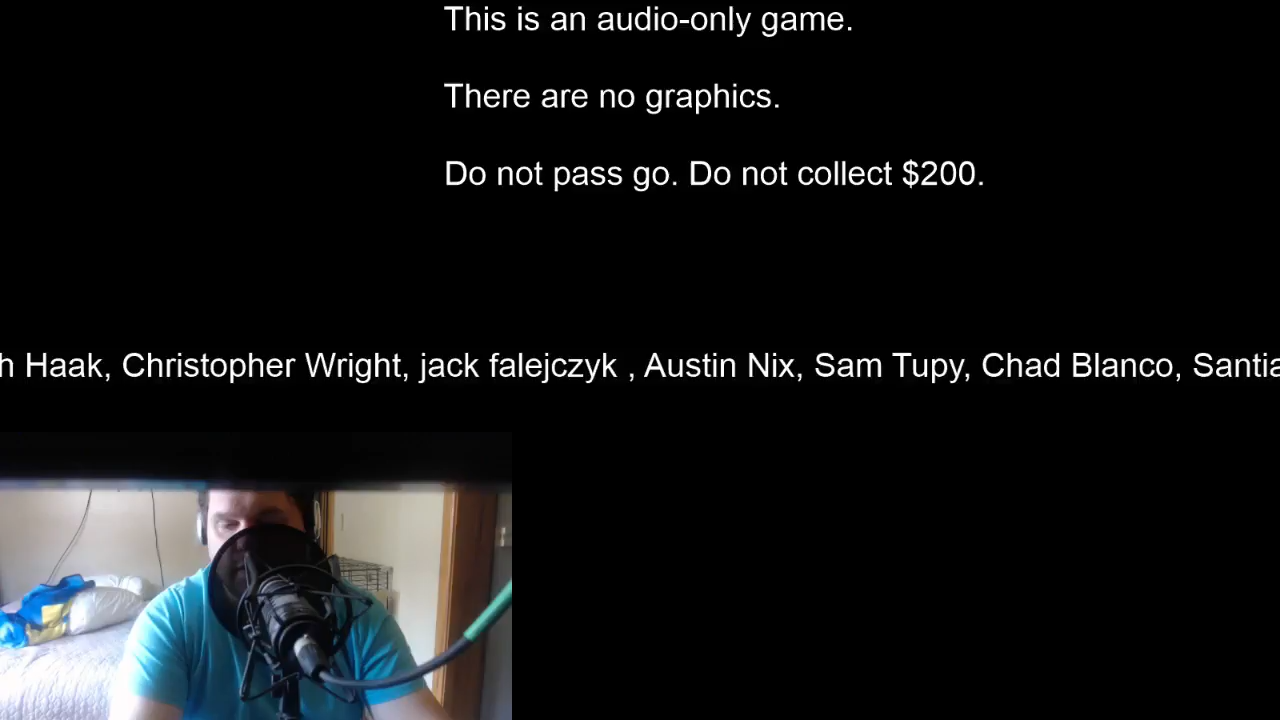 This is an audio-only game.
There are no graphics.
Do not pass go. Do not collect $200.
Haak, Christopher Wright, jack falejczyk , Austin Nix, Sam Tupy, Chad Blanco,